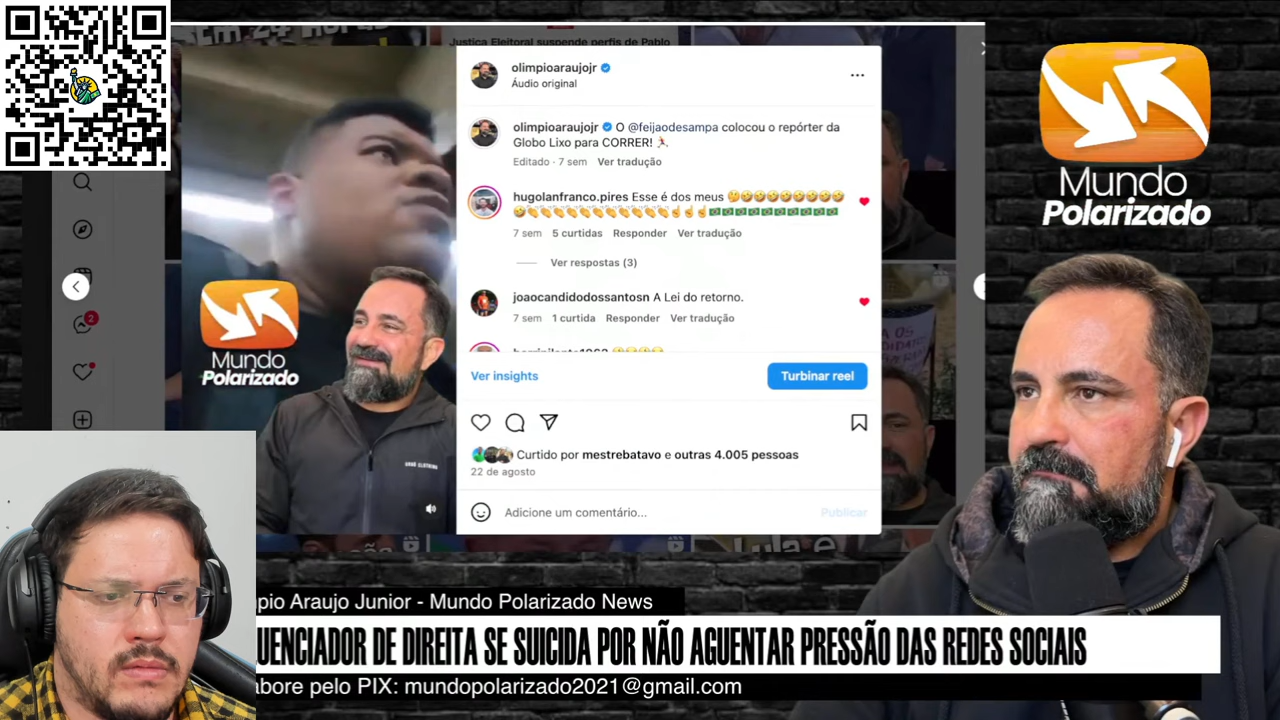 Justiça Eleitoral suspende perfis de Pablo
olimpioaraujojr
Áudio original
olimpioaraujojr O @feijaodesampa colocou o repórter da
Globo Lixo para CORRER!
Editado · 7 sem Ver tradução
hugolanfranco.pires Esse é dos meus
7 sem 5 curtidas Responder Ver tradução
Ver respostas (3)
joaocandidodossantosn A Lei do retorno.
7 sem 1 curtida Responder Ver tradução
Ver insights
Turbinar reel
Curtido por mestrebatavo e outras 4.005 pessoas
22 de agosto
Adicione um comentário...
Publicar
2
Mundo
Polarizado
Mundo
Polarizado
pio Araujo Junior - Mundo Polarizado News
UENCIADOR DE DIREITA SE SUICIDA POR NÃO AGUENTAR PRESSÃO DAS REDES SOCIAIS
abore pelo PIX: mundopolarizado2021@gmail.com